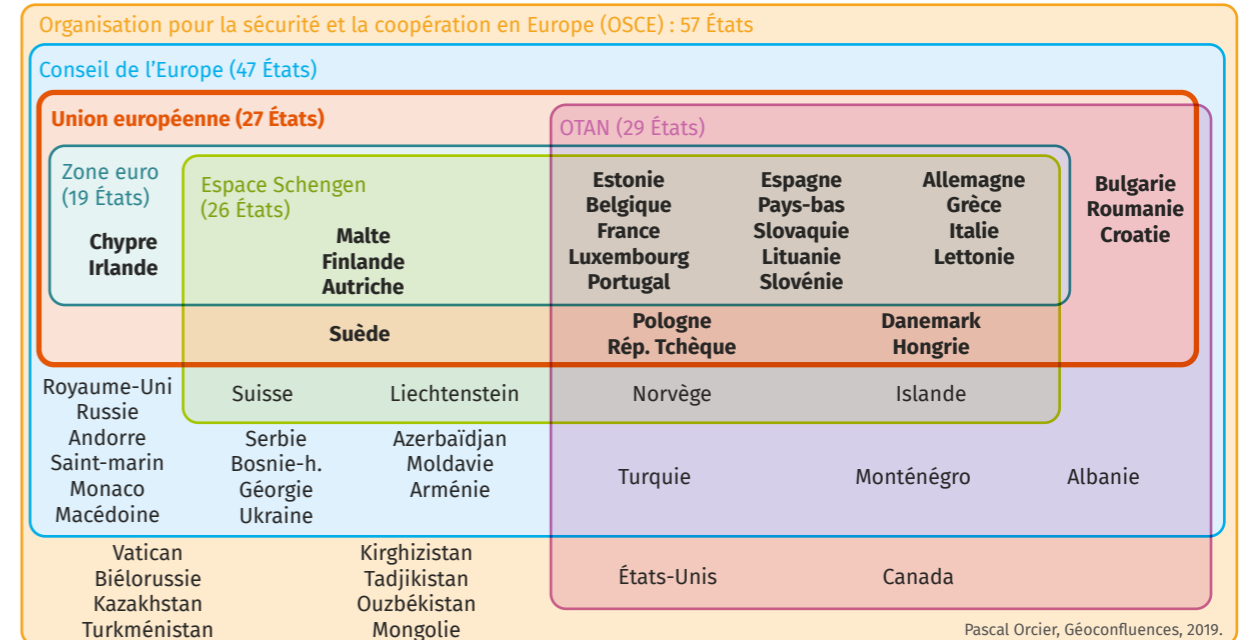 Organisation pour la sécurité et la coopération en Europe (OSCE) : 57 États
Conseil de l’Europe (47 États)
Union européenne (27 États)
OTAN (29 États)
Zone euro
(19 États)
Chypre
Irlande
Espace Schengen
(26 États)
Malte
Finlande
Autriche
Estonie
Belgique
France
Luxembourg
Portugal
Espagne
Pays-bas
Slovaquie
Lituanie
Slovénie
Allemagne
Grèce
Italie
Lettonie
Bulgarie
Roumanie
Croatie
Suède
Pologne
Rép. Tchèque
Danemark
Hongrie
Royaume-Uni
Russie
Andorre
Saint-marin
Monaco
Macédoine
Suisse
Liechtenstein
Norvège
Islande
Serbie
Bosnie-h.
Géorgie
Ukraine
Azerbaïdjan
Moldavie
Arménie
Turquie
Monténégro
Albanie
Vatican
Biélorussie
Kazakhstan
Turkménistan
Kirghizistan
Tadjikistan
Ouzbékistan
Mongolie
États-Unis
Canada
Pascal Orcier, Géoconfluences, 2019.